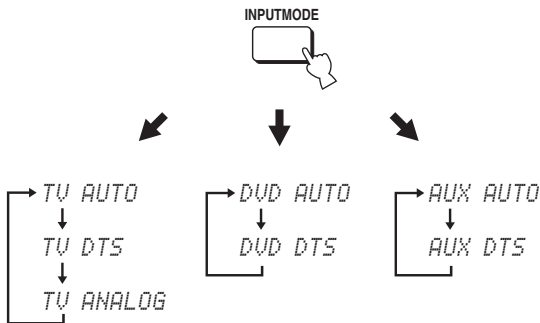 INPUTMODE
TV AUTO
TV DTS
TV ANALOG
DVD AUTO
DVD DTS
AUX AUTO
AUX DTS